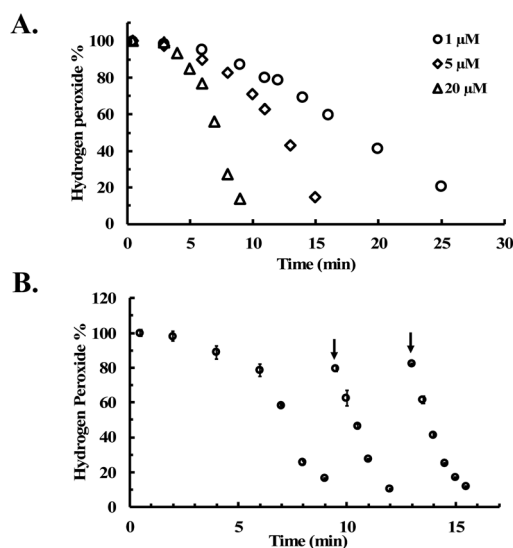 A.
Hydrogen peroxide %
120
100
80
60
40
20
0
0 5 10 15 20 25 30
Time (min)
1 μM
5 μM
20 μM
B.
Hydrogen Peroxide %
120
100
80
60
40
20
0
0 5 10 15
Time (min)